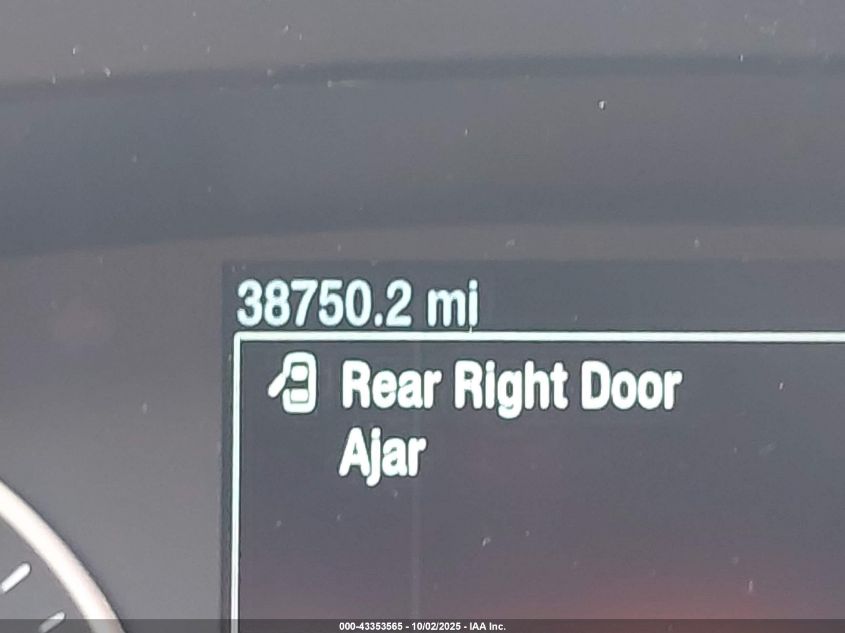 38750.2 mi
Rear Right Door
Ajar
000-43353565 - 10/02/2025 - IAA Inc.